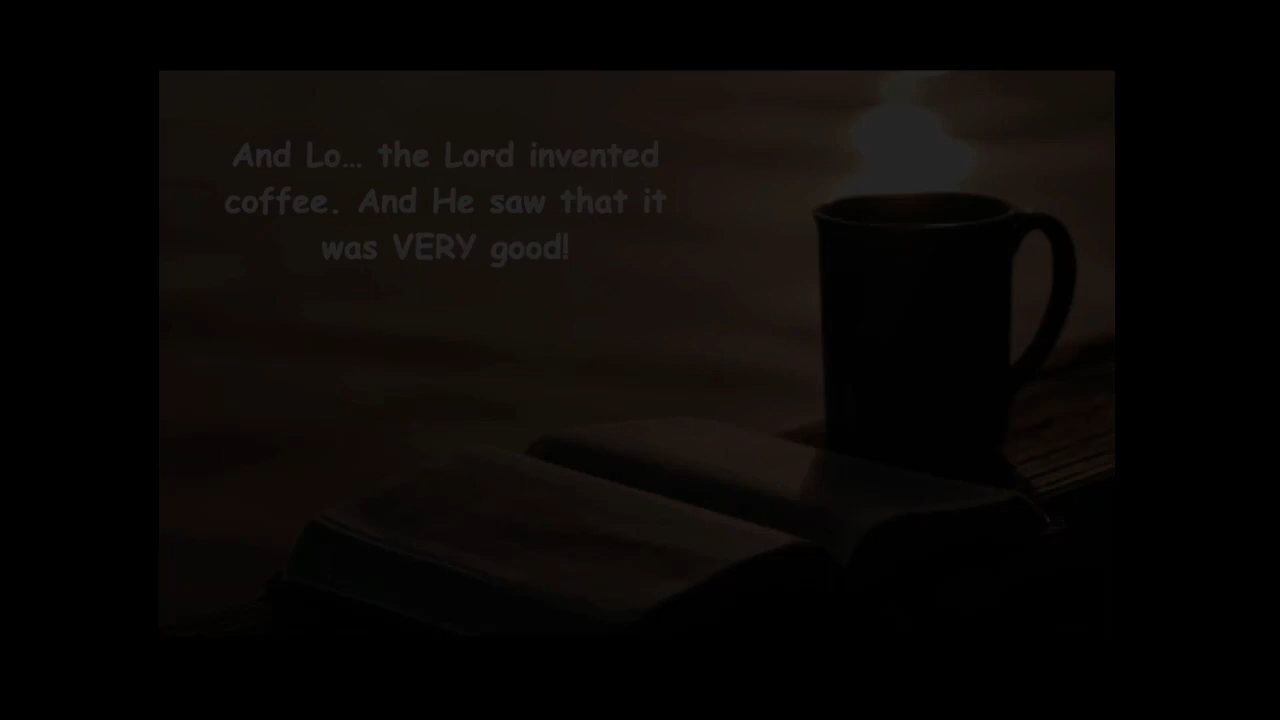 And Lo… the Lord invented
coffee. And He saw that it
was VERY good!